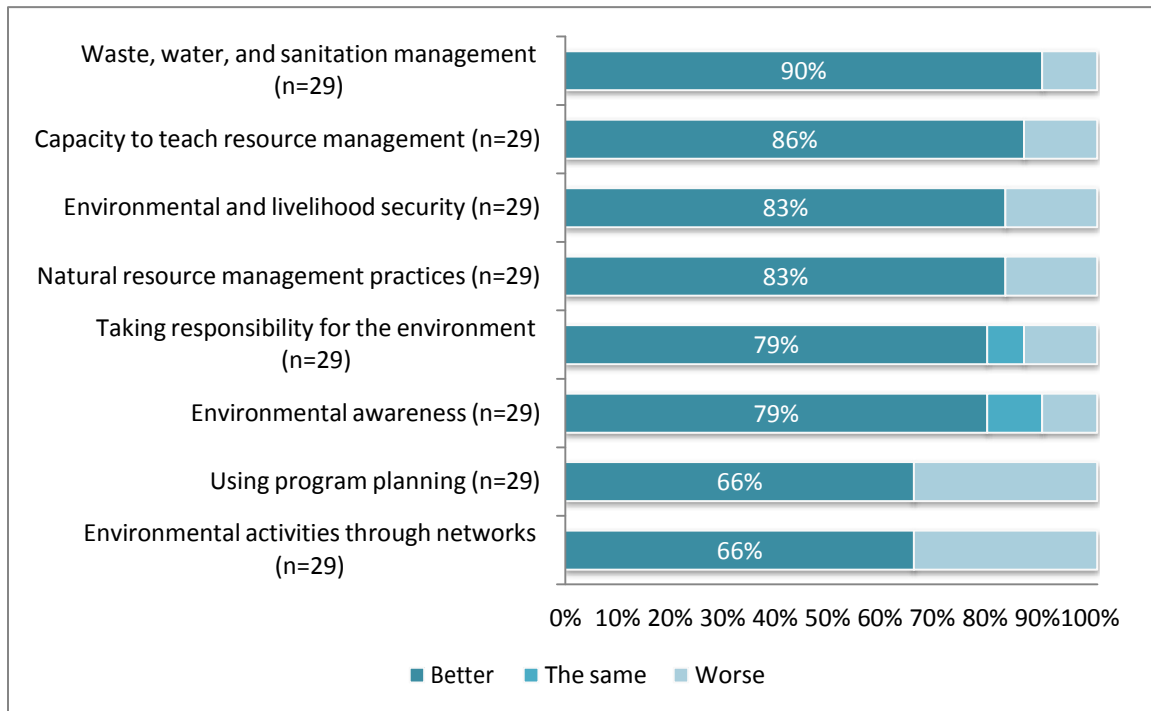 Waste, water, and sanitation management
(n=29)
90%
Capacity to teach resource management (n=29)
86%
Environmental and livelihood security (n=29)
83%
Natural resource management practices (n=29)
83%
Taking responsibility for the environment
(n=29)
79%
Environmental awareness (n=29)
79%
Using program planning (n=29)
66%
Environmental activities through networks
(n=29)
66%
0% 10% 20% 30% 40% 50% 60% 70% 80% 90% 100%
Better The same Worse